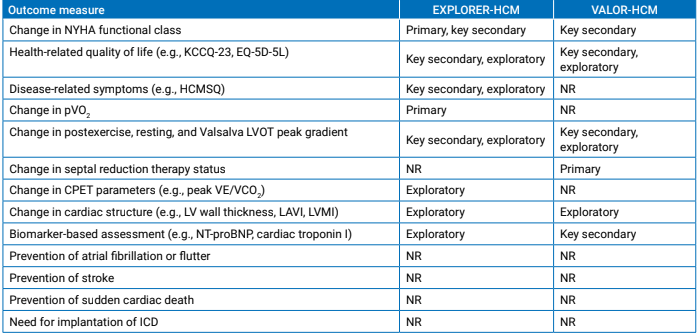 Outcome measure EXPLORER-HCM VALOR-HCM
Change in NYHA functional class Primary, key secondary Key secondary
Health-related quality of life (e.g., KCCQ-23, EQ-5D-5L) Key secondary, exploratory Key secondary,
exploratory
Disease-related symptoms (e.g., HCMSQ) Key secondary, exploratory NR
Change in pVO2 Primary NR
Change in postexercise, resting, and Valsalva LVOT peak gradient Key secondary, exploratory Key secondary,
exploratory
Change in septal reduction therapy status NR Primary
Change in CPET parameters (e.g., peak VE/VCO2) Exploratory NR
Change in cardiac structure (e.g., LV wall thickness, LAVI, LVMI) Exploratory Exploratory
Biomarker-based assessment (e.g., NT-proBNP, cardiac troponin I) Exploratory Key secondary
Prevention of atrial fibrillation or flutter NR NR
Prevention of stroke NR NR
Prevention of sudden cardiac death NR NR
Need for implantation of ICD NR NR